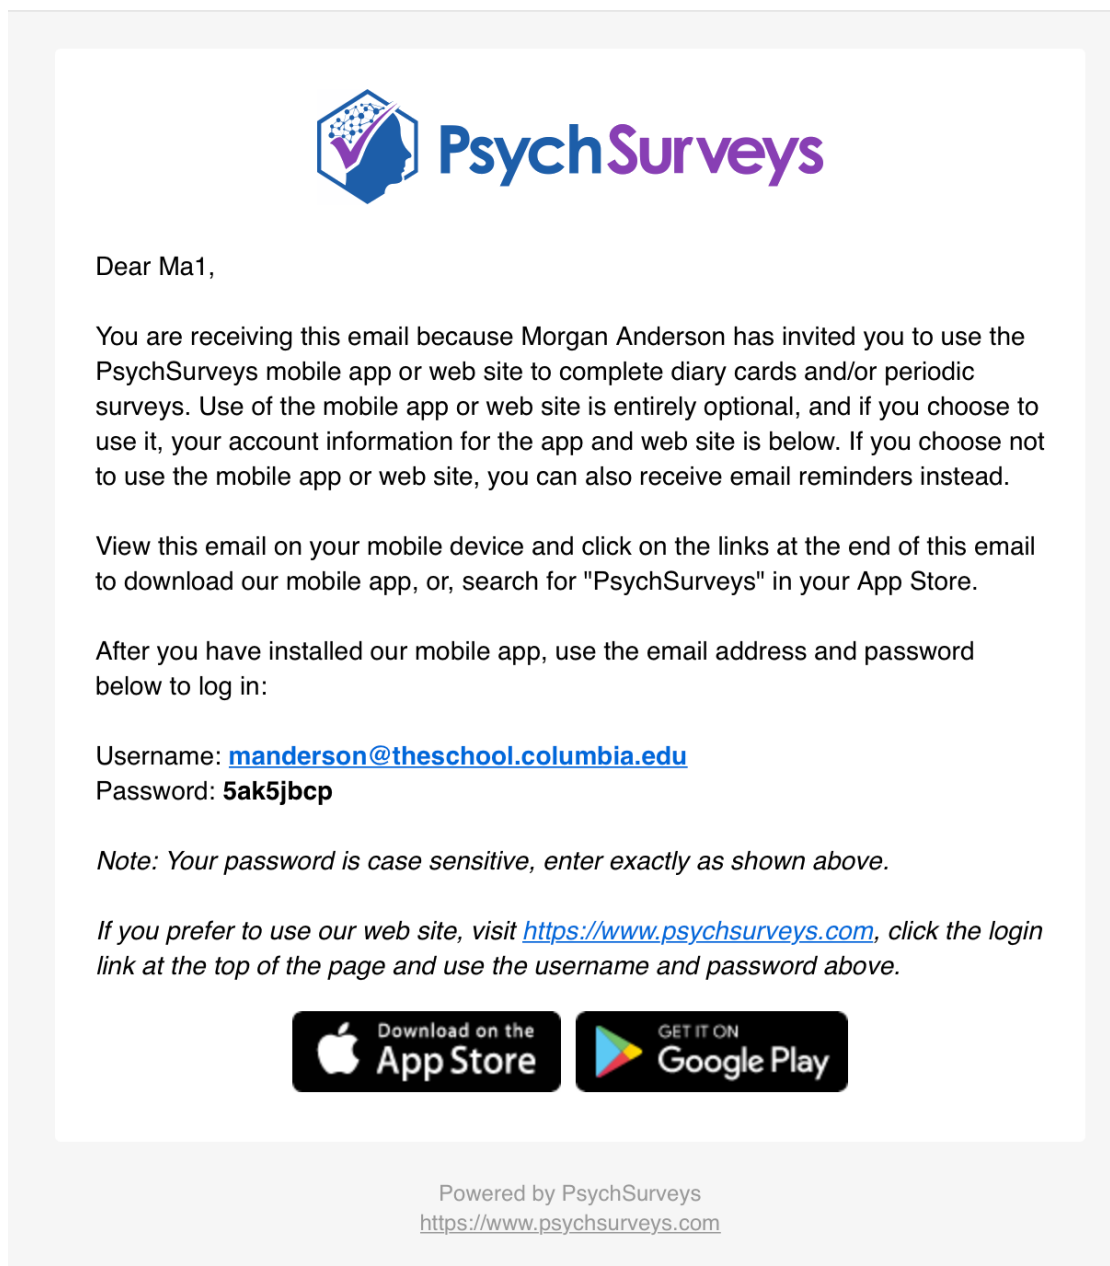 PsychSurveys
Dear Ma1,
You are receiving this email because Morgan Anderson has invited you to use the
PsychSurveys mobile app or web site to complete diary cards and/or periodic
surveys. Use of the mobile app or web site is entirely optional, and if you choose to
use it, your account information for the app and web site is below. If you choose not
to use the mobile app or web site, you can also receive email reminders instead.
View this email on your mobile device and click on the links at the end of this email
to download our mobile app, or, search for "PsychSurveys" in your App Store.
After you have installed our mobile app, use the email address and password
below to log in:
Username: manderson@theschool.columbia.edu
Password: 5ak5jbcp
Note: Your password is case sensitive, enter exactly as shown above.
If you prefer to use our web site, visit https://www.psychsurveys.com, click the login
link at the top of the page and use the username and password above.
Download on the
App Store
GET IT ON
Google Play
Powered by PsychSurveys
https://www.psychsurveys.com